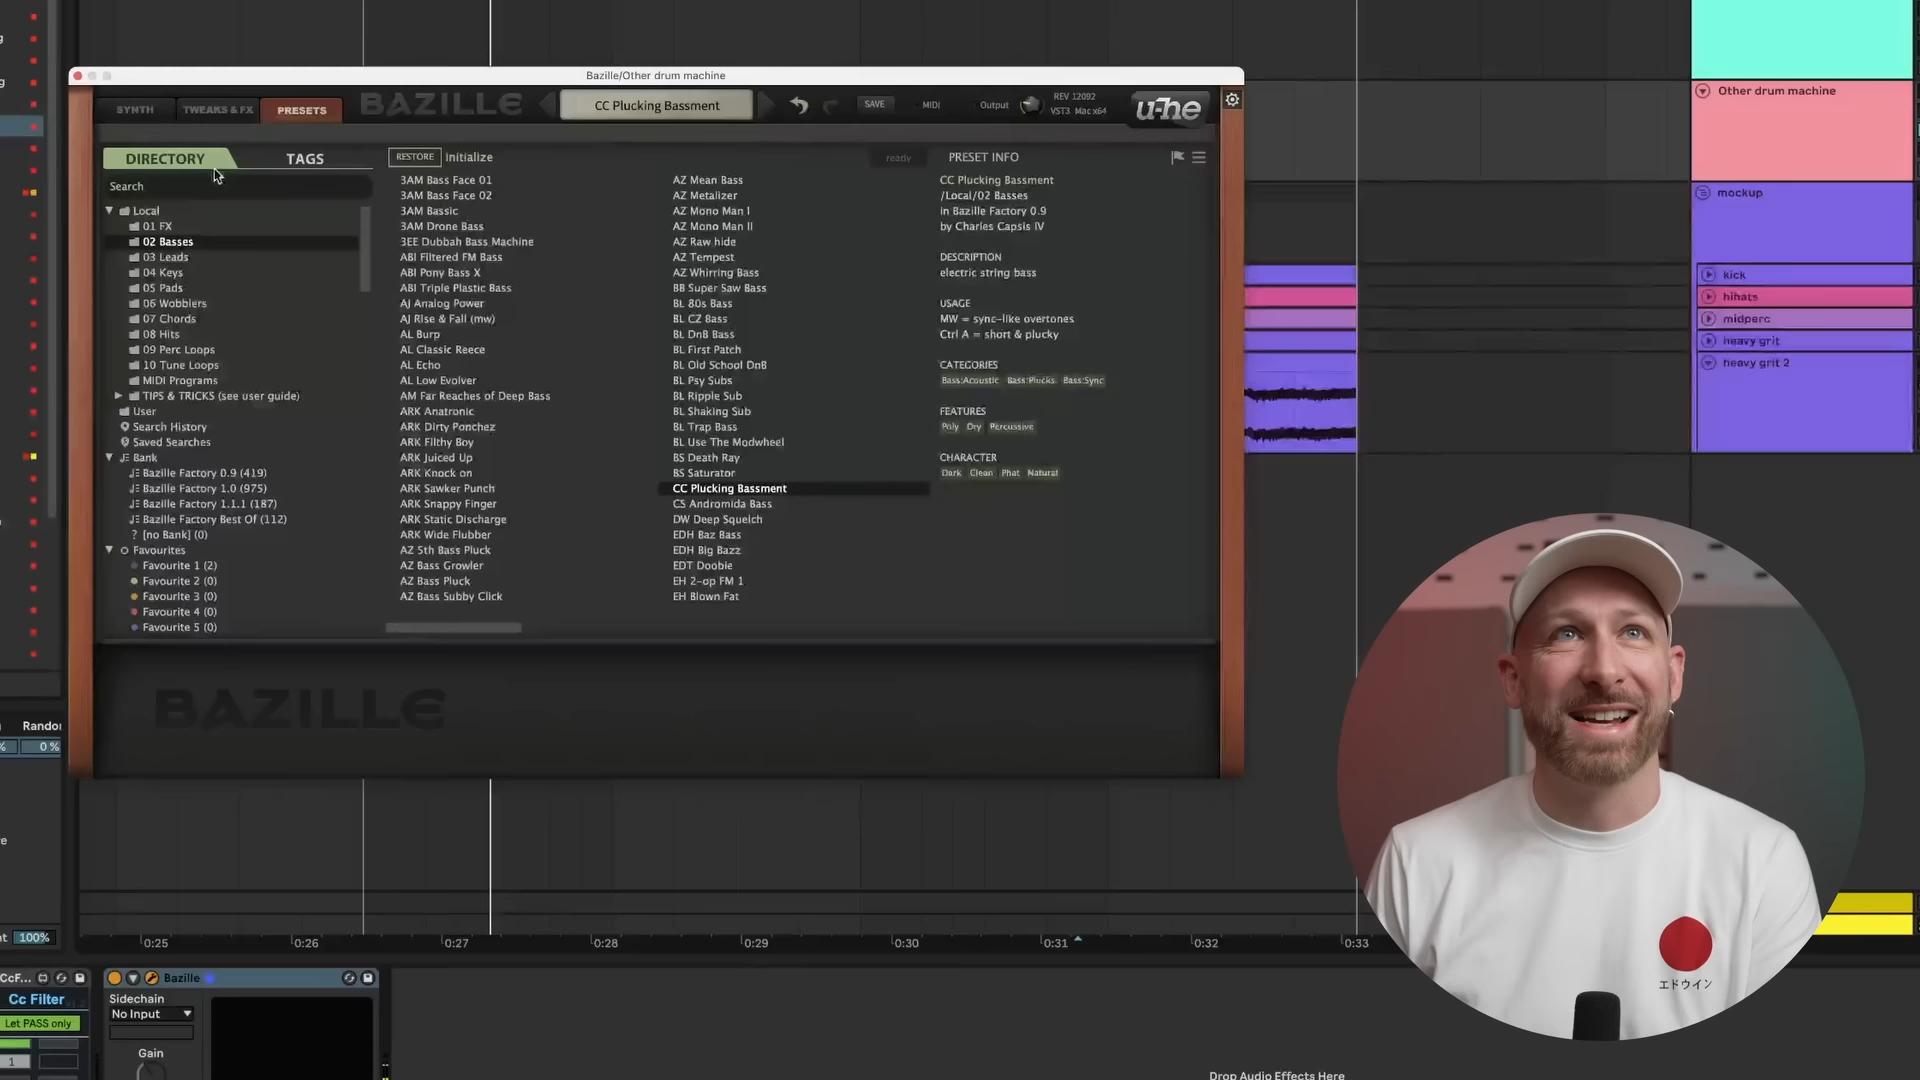 Bazille/Other drum machine
SYNTH
TWEAKS & FX
PRESETS
BAZILLE
CC Plucking Bassment
SAVE
MIDI
Output
REV 12092
VST3 Mac x64
u-he
DIRECTORY
TAGS
RESTORE
Initialize
ready
PRESET INFO
Search
Local
01 FX
02 Basses
03 Leads
04 Keys
05 Pads
06 Wobblers
07 Chords
08 Hits
09 Perc Loops
10 Tune Loops
MIDI Programs
TIPS & TRICKS (see user guide)
User
Search History
Saved Searches
Bank
Bazille Factory 0.9 (419)
Bazille Factory 1.0 (975)
Bazille Factory 1.1.1 (187)
Bazille Factory Best Of (112)
? [no Bank] (0)
Favourites
Favourite 1 (2)
Favourite 2 (0)
Favourite 3 (0)
Favourite 4 (0)
Favourite 5 (0)
3AM Bass Face 01
3AM Bass Face 02
3AM Bassic
3AM Drone Bass
3EE Dubbah Bass Machine
ABI Filtered FM Bass
ABI Pony Bass X
ABI Triple Plastic Bass
AJ Analog Power
AJ Rise & Fall (mw)
AL Burp
AL Classic Reece
AL Echo
AL Low Evolver
AM Far Reaches of Deep Bass
ARK Anatronic
ARK Dirty Ponchez
ARK Filthy Boy
ARK Juiced Up
ARK Knock on
ARK Sawker Punch
ARK Snappy Finger
ARK Static Discharge
ARK Wide Flubber
AZ 5th Bass Pluck
AZ Bass Growler
AZ Bass Pluck
AZ Bass Subby Click
AZ Mean Bass
AZ Metalizer
AZ Mono Man I
AZ Mono Man II
AZ Raw hide
AZ Tempest
AZ Whirring Bass
BB Super Saw Bass
BL 80s Bass
BL CZ Bass
BL DnB Bass
BL First Patch
BL Old School DnB
BL Psy Subs
BL Ripple Sub
BL Shaking Sub
BL Trap Bass
BL Use The Modwheel
BS Death Ray
BS Saturator
CC Plucking Bassment
CS Andromida Bass
DW Deep Squelch
EDH Baz Bass
EDH Big Bazz
EDT Doobie
EH 2-op FM 1
EH Blown Fat
CC Plucking Bassment
/Local/02 Basses
in Bazille Factory 0.9
by Charles Capsis IV
DESCRIPTION
electric string bass
USAGE
MW = sync-like overtones
Ctrl A = short & plucky
CATEGORIES
Bass:Acoustic Bass:Plucks Bass:Sync
FEATURES
Poly Dry Percussive
CHARACTER
Dark Clean Phat Natural
BAZILLE
Other drum machine
mockup
kick
hihats
midperc
heavy grit
heavy grit 2
Random
% 0 %
100%
0:25
0:26
0:27
0:28
0:29
0:30
0:31
0:32
0:33
CcF...
Cc Filter
Let PASS only
1
Bazille
Sidechain
No Input
Gain
Drop Audio Effects Here
エドウイン